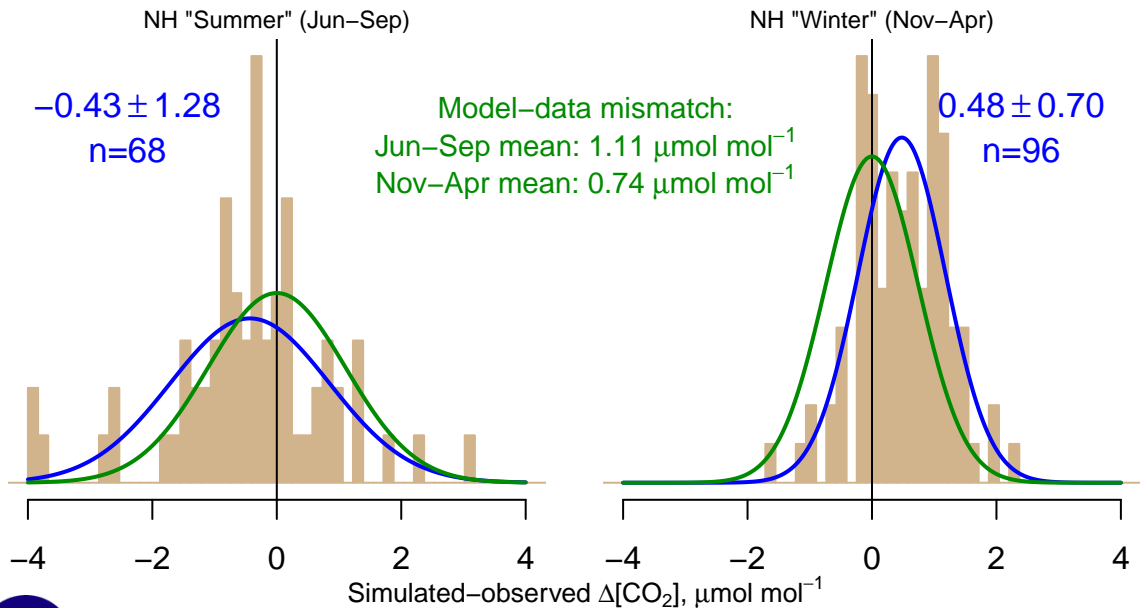 NH "Summer" (Jun−Sep)
−0.43 ± 1.28
n=68
Model−data mismatch:
Jun−Sep mean: 1.11 μmol mol⁻¹
Nov−Apr mean: 0.74 μmol mol⁻¹
NH "Winter" (Nov−Apr)
0.48 ± 0.70
n=96
−4 −2 0 2 4
−4 −2 0 2 4
Simulated−observed Δ[CO₂], μmol mol⁻¹